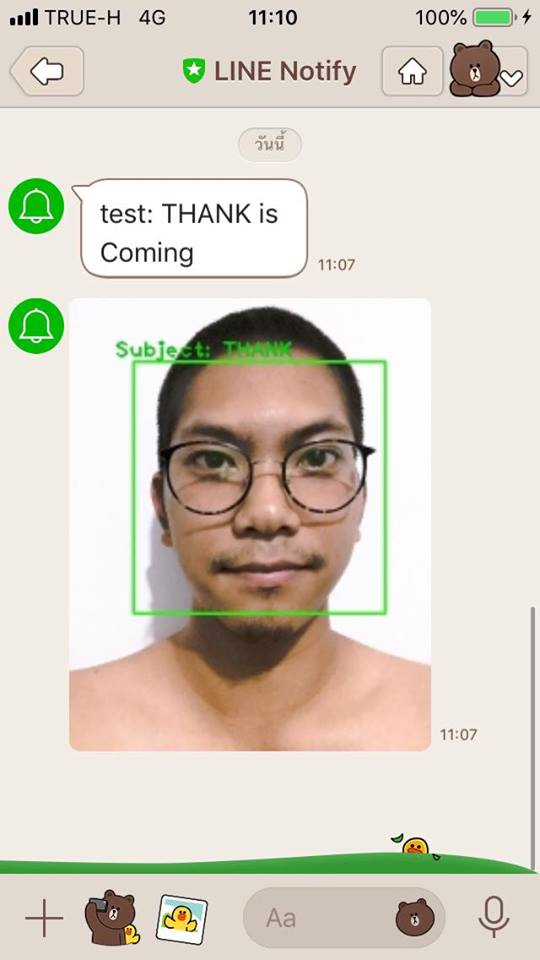 TRUE-H 4G 11:10 100%
LINE Notify
วันนี้
test: THANK is
Coming
11:07
Subject: THANK
11:07
Aa